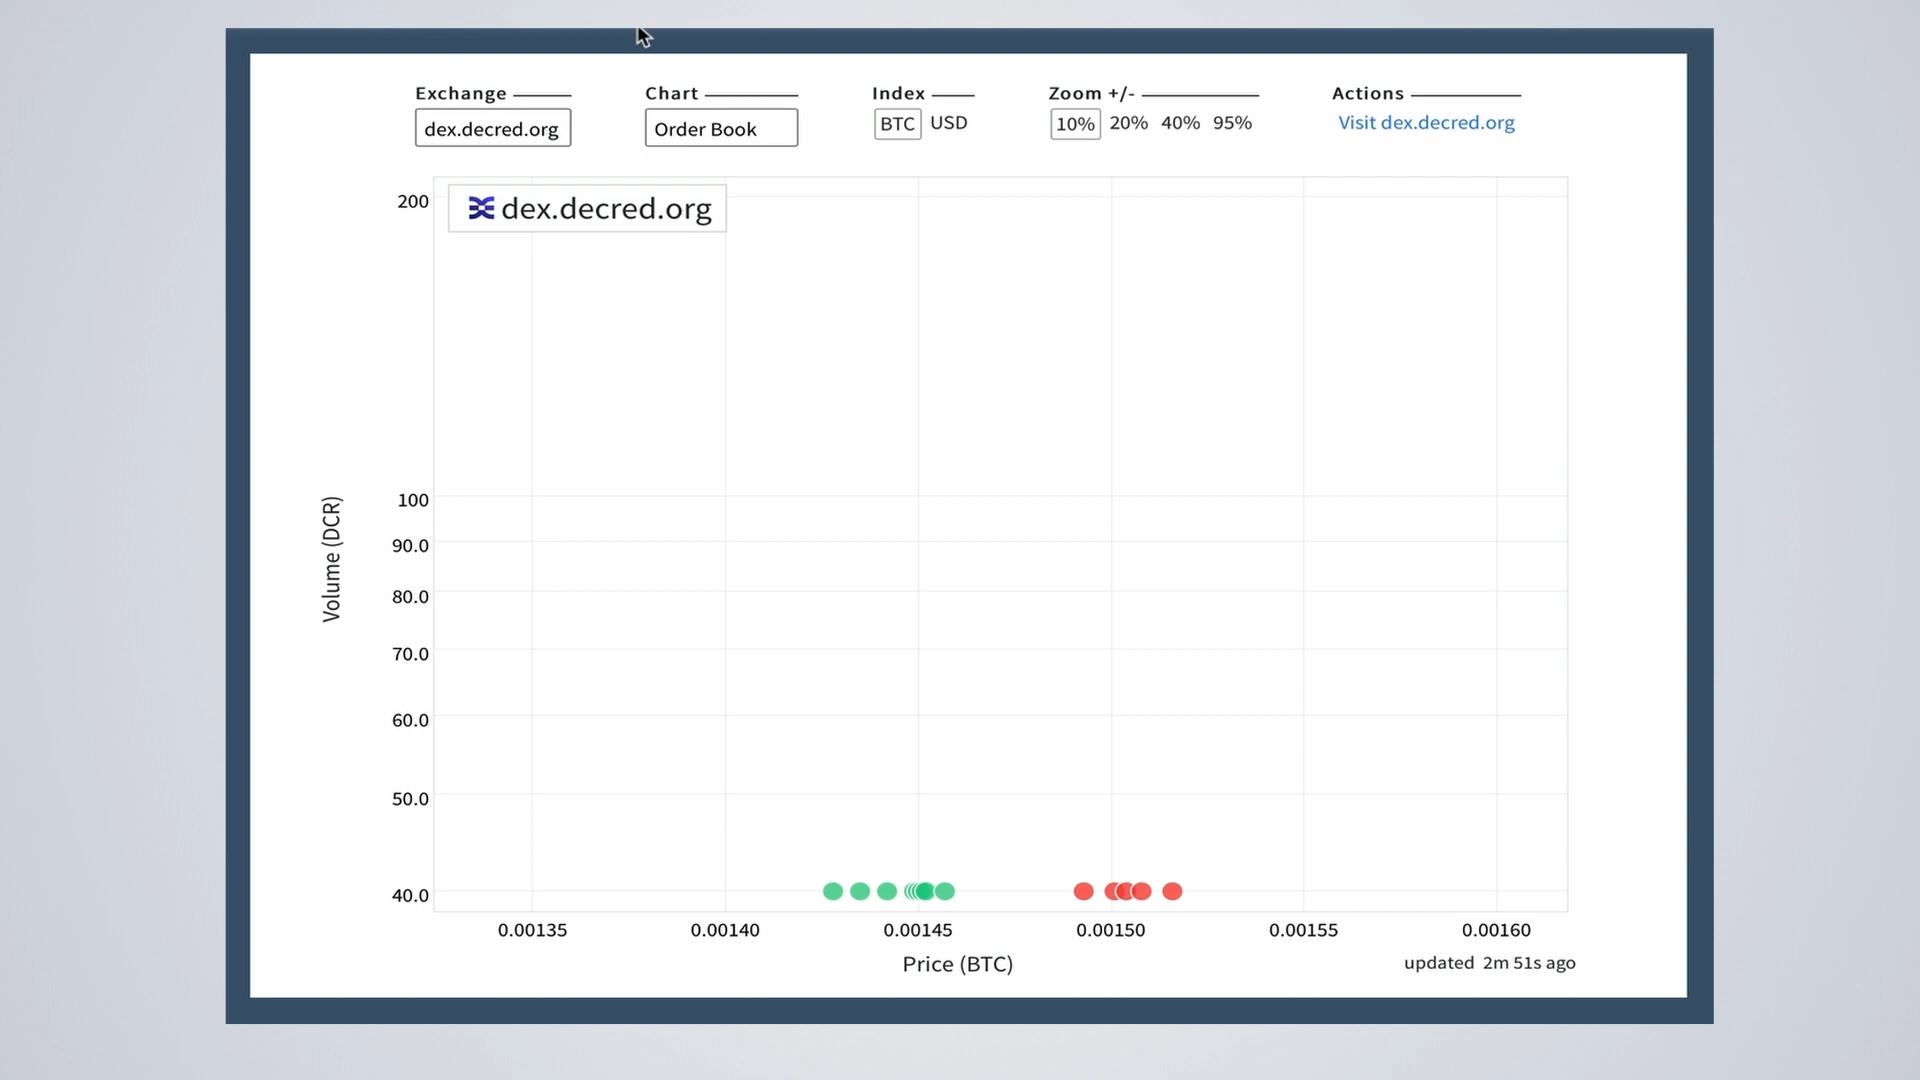 Exchange Chart Index Zoom +/- Actions
dex.decred.org Order Book BTC USD 10% 20% 40% 95% Visit dex.decred.org
dex.decred.org
200
100
90.0
80.0
70.0
60.0
50.0
40.0
Volume (DCR)
0.00135 0.00140 0.00145 0.00150 0.00155 0.00160
Price (BTC)
updated 2m 51s ago